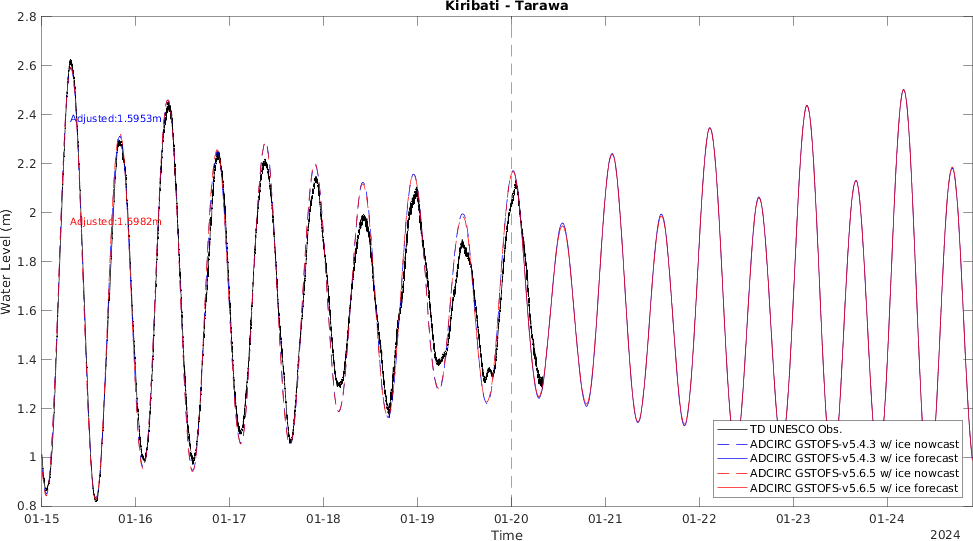 Kiribati - Tarawa
2.8
2.6
2.4
2.2
2
1.8
1.6
1.4
1.2
1
0.8
Water Level (m)
Adjusted:1.5953m
Adjusted:1.5982m
TD UNESCO Obs.
ADCIRC GSTOFS-v5.4.3 w/ ice nowcast
ADCIRC GSTOFS-v5.4.3 w/ ice forecast
ADCIRC GSTOFS-v5.6.5 w/ ice nowcast
ADCIRC GSTOFS-v5.6.5 w/ ice forecast
01-15 01-16 01-17 01-18 01-19 01-20 01-21 01-22 01-23 01-24
Time
2024